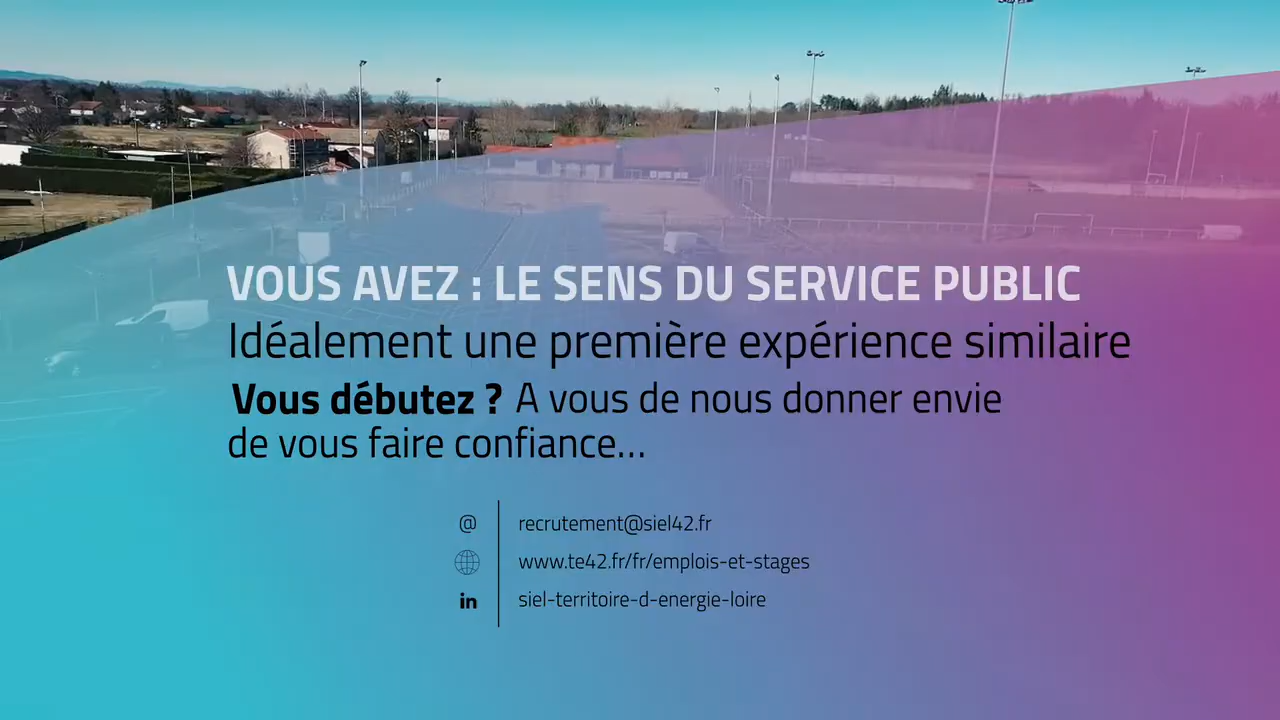 VOUS AVEZ : LE SENS DU SERVICE PUBLIC
Idéalement une première expérience similaire
Vous débutez ? A vous de nous donner envie
de vous faire confiance...
@ recrutement@siel42.fr
www.te42.fr/fr/emplois-et-stages
in siel-territoire-d-energie-loire